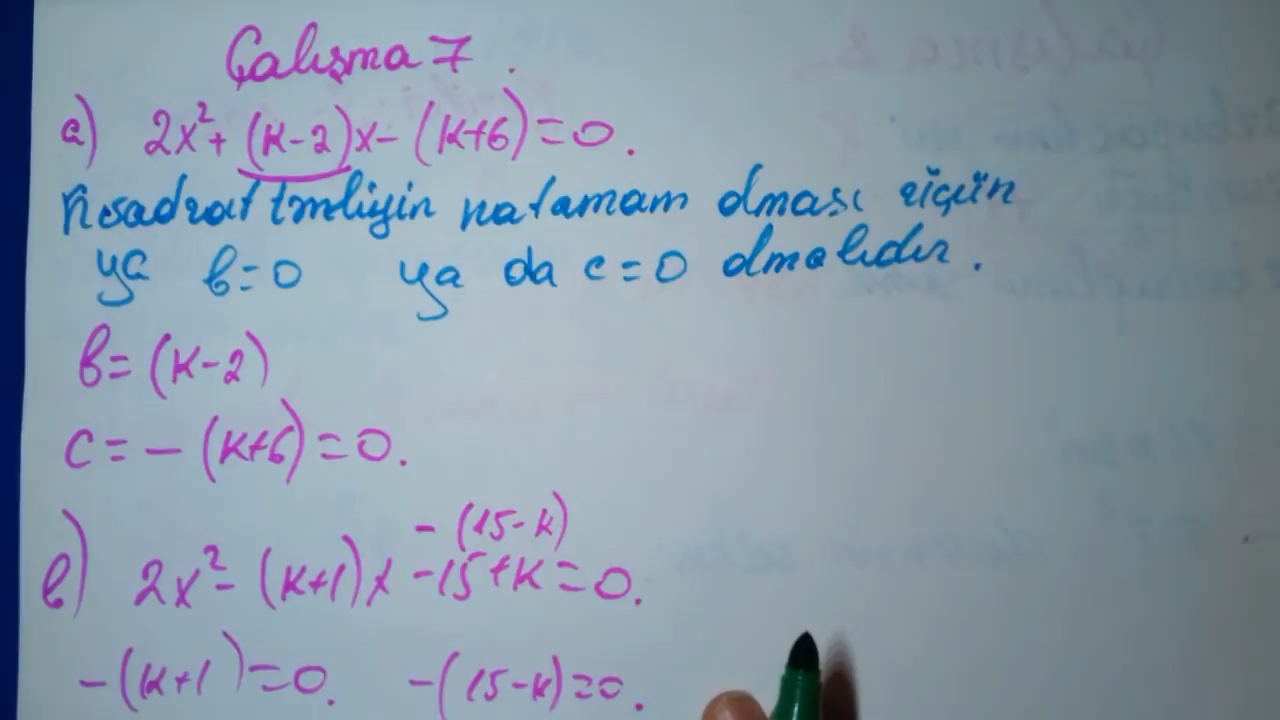 Çalışma 7.
a) 2x²+(k-2)x-(k+6)=0.
Kvadrat tənliyin natamam olması üçün
ya b=0 ya da c=0 olmalıdır.
b=(k-2)
c=-(k+6)=0.
-(15-k)
b) 2x²-(k+1)x-15+k=0.
-(k+1)=0. -(15-k)=0.